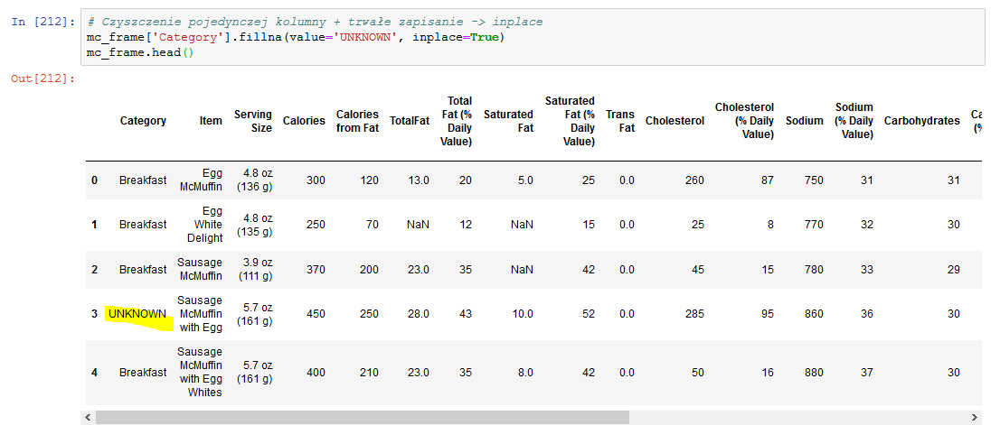 In [212]: # Czyszczenie pojedynczej kolumny + trwałe zapisanie -> inplace
mc_frame['Category'].fillna(value='UNKNOWN', inplace=True)
mc_frame.head()
Out[212]:
Category Item Serving Size Calories Calories from Fat TotalFat Total Fat (% Daily Value) Saturated Fat Saturated Fat (% Daily Value) Trans Fat Cholesterol Cholesterol (% Daily Value) Sodium Sodium (% Daily Value) Carbohydrates
0 Breakfast Egg McMuffin 4.8 oz (136 g) 300 120 13.0 20 5.0 25 0.0 260 87 750 31 31
1 Breakfast Egg White Delight 4.8 oz (135 g) 250 70 NaN 12 NaN 15 0.0 25 8 770 32 30
2 Breakfast Sausage McMuffin 3.9 oz (111 g) 370 200 23.0 35 NaN 42 0.0 45 15 780 33 29
3 UNKNOWN Sausage McMuffin with Egg 5.7 oz (161 g) 450 250 28.0 43 10.0 52 0.0 285 95 860 36 30
4 Breakfast Sausage McMuffin with Egg Whites 5.7 oz (161 g) 400 210 23.0 35 8.0 42 0.0 50 16 880 37 30